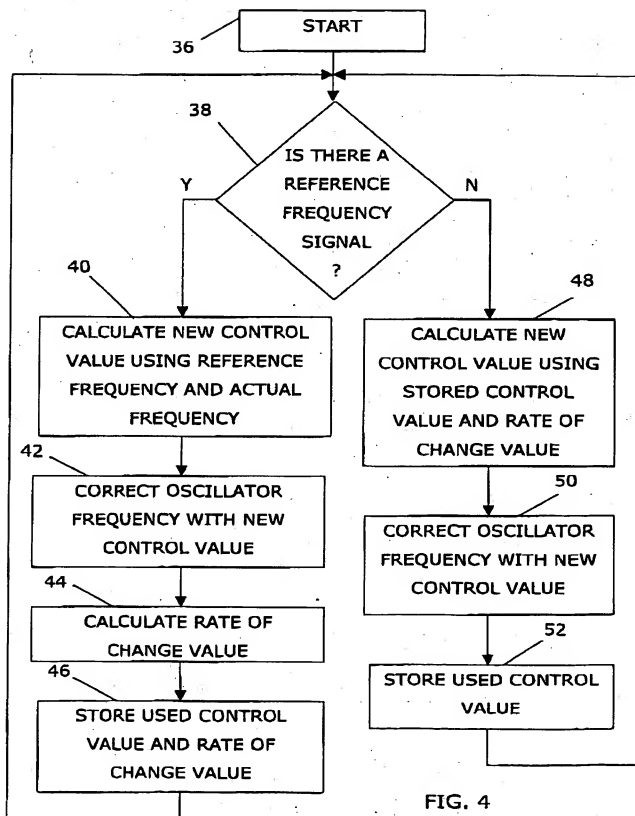 START
36
38
IS THERE A
REFERENCE
FREQUENCY
SIGNAL
?
Y
N
40
CALCULATE NEW CONTROL
VALUE USING REFERENCE
FREQUENCY AND ACTUAL
FREQUENCY
42
CORRECT OSCILLATOR
FREQUENCY WITH NEW
CONTROL VALUE
44
CALCULATE RATE OF
CHANGE VALUE
46
STORE USED CONTROL
VALUE AND RATE OF
CHANGE VALUE
48
CALCULATE NEW
CONTROL VALUE USING
STORED CONTROL
VALUE AND RATE OF
CHANGE VALUE
50
CORRECT OSCILLATOR
FREQUENCY WITH NEW
CONTROL VALUE
52
STORE USED CONTROL
VALUE
FIG. 4